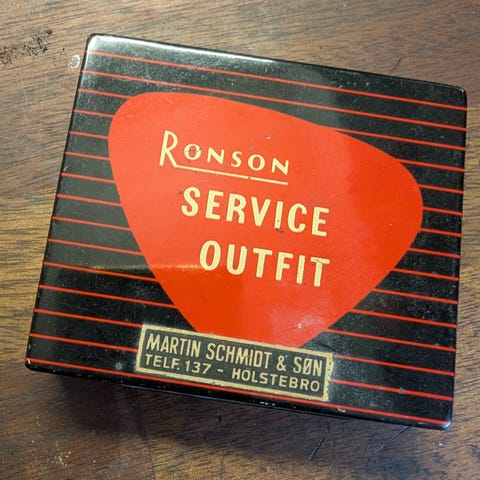 RONSON
SERVICE
OUTFIT
MARTIN SCHMIDT & SØN
TELF. 137 - HOLSTEBRO